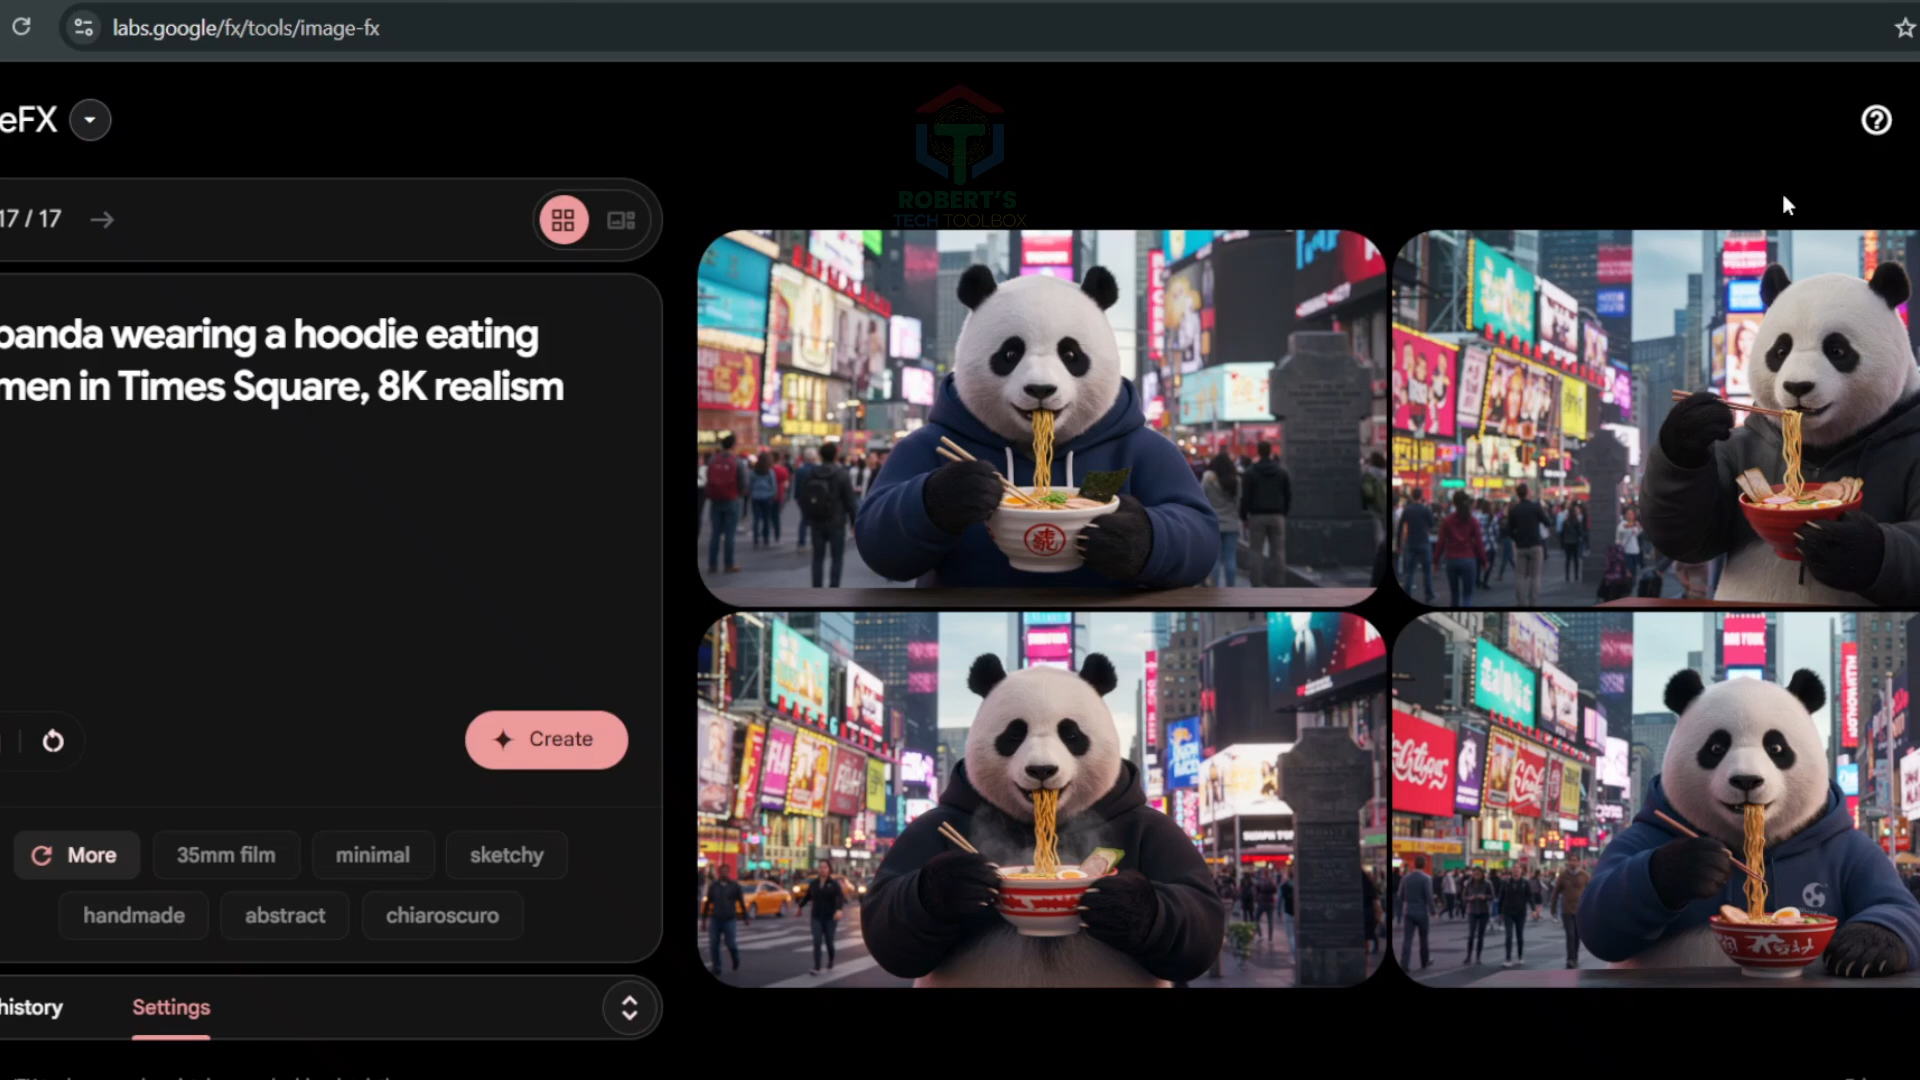 labs.google/fx/tools/image-fx
eFX
ROBERT'S
TECH TOOLBOX
17 / 17
panda wearing a hoodie eating
men in Times Square, 8K realism
Create
More
35mm film
minimal
sketchy
handmade
abstract
chiaroscuro
history
Settings